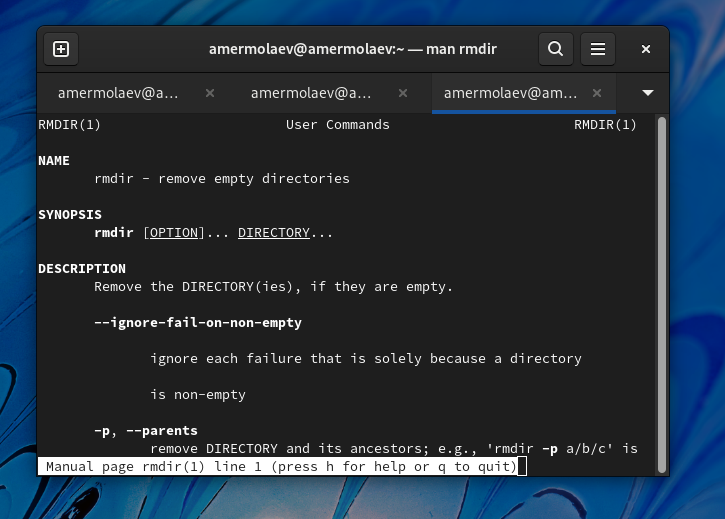 amermolaev@amermolaev:~ — man rmdir
amermolaev@a… amermolaev@a… amermolaev@am…
RMDIR(1) User Commands RMDIR(1)
NAME
rmdir - remove empty directories
SYNOPSIS
rmdir [OPTION]... DIRECTORY...
DESCRIPTION
Remove the DIRECTORY(ies), if they are empty.
--ignore-fail-on-non-empty
ignore each failure that is solely because a directory
is non-empty
-p, --parents
remove DIRECTORY and its ancestors; e.g., 'rmdir -p a/b/c' is
Manual page rmdir(1) line 1 (press h for help or q to quit)